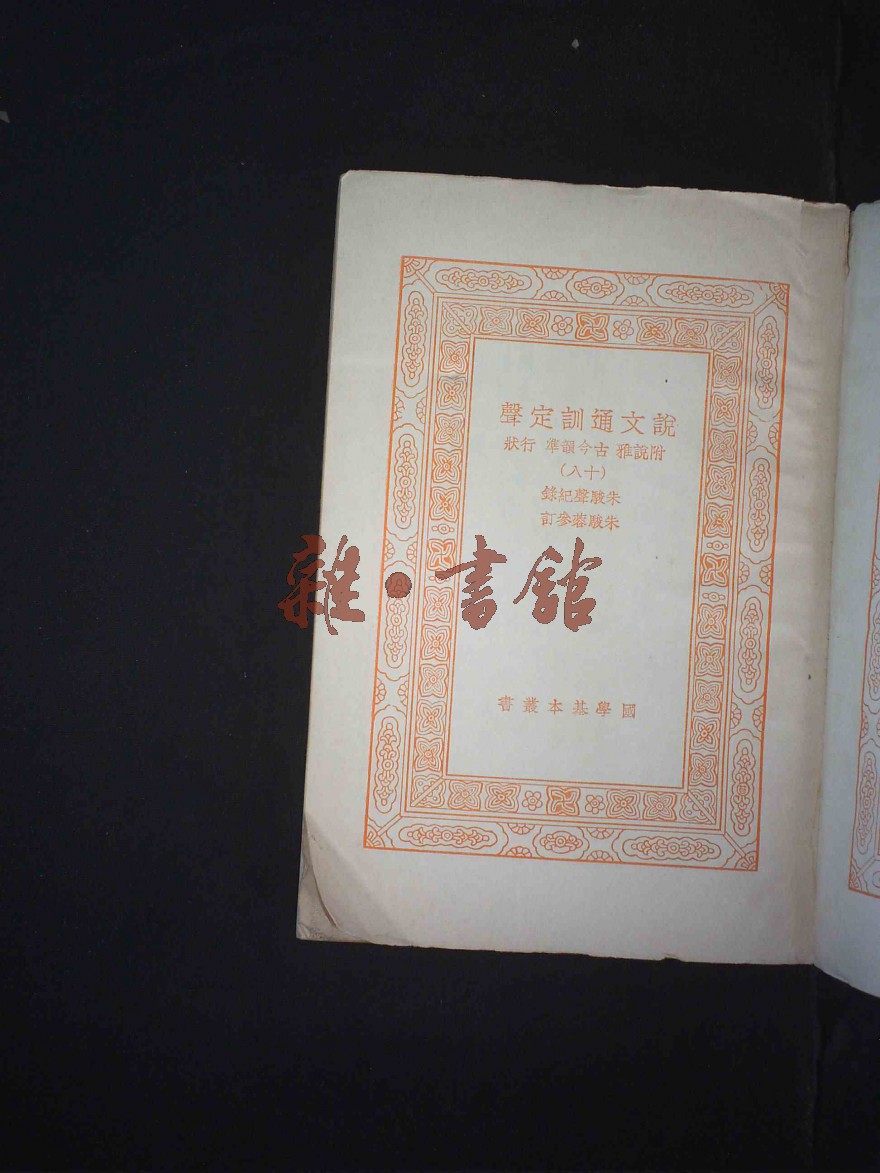 說文通訓定聲
附說雅 古今韻準 行狀
(十八)
朱駿聲紀錄
朱駿蓉參訂
雜·書館
國學基本叢書